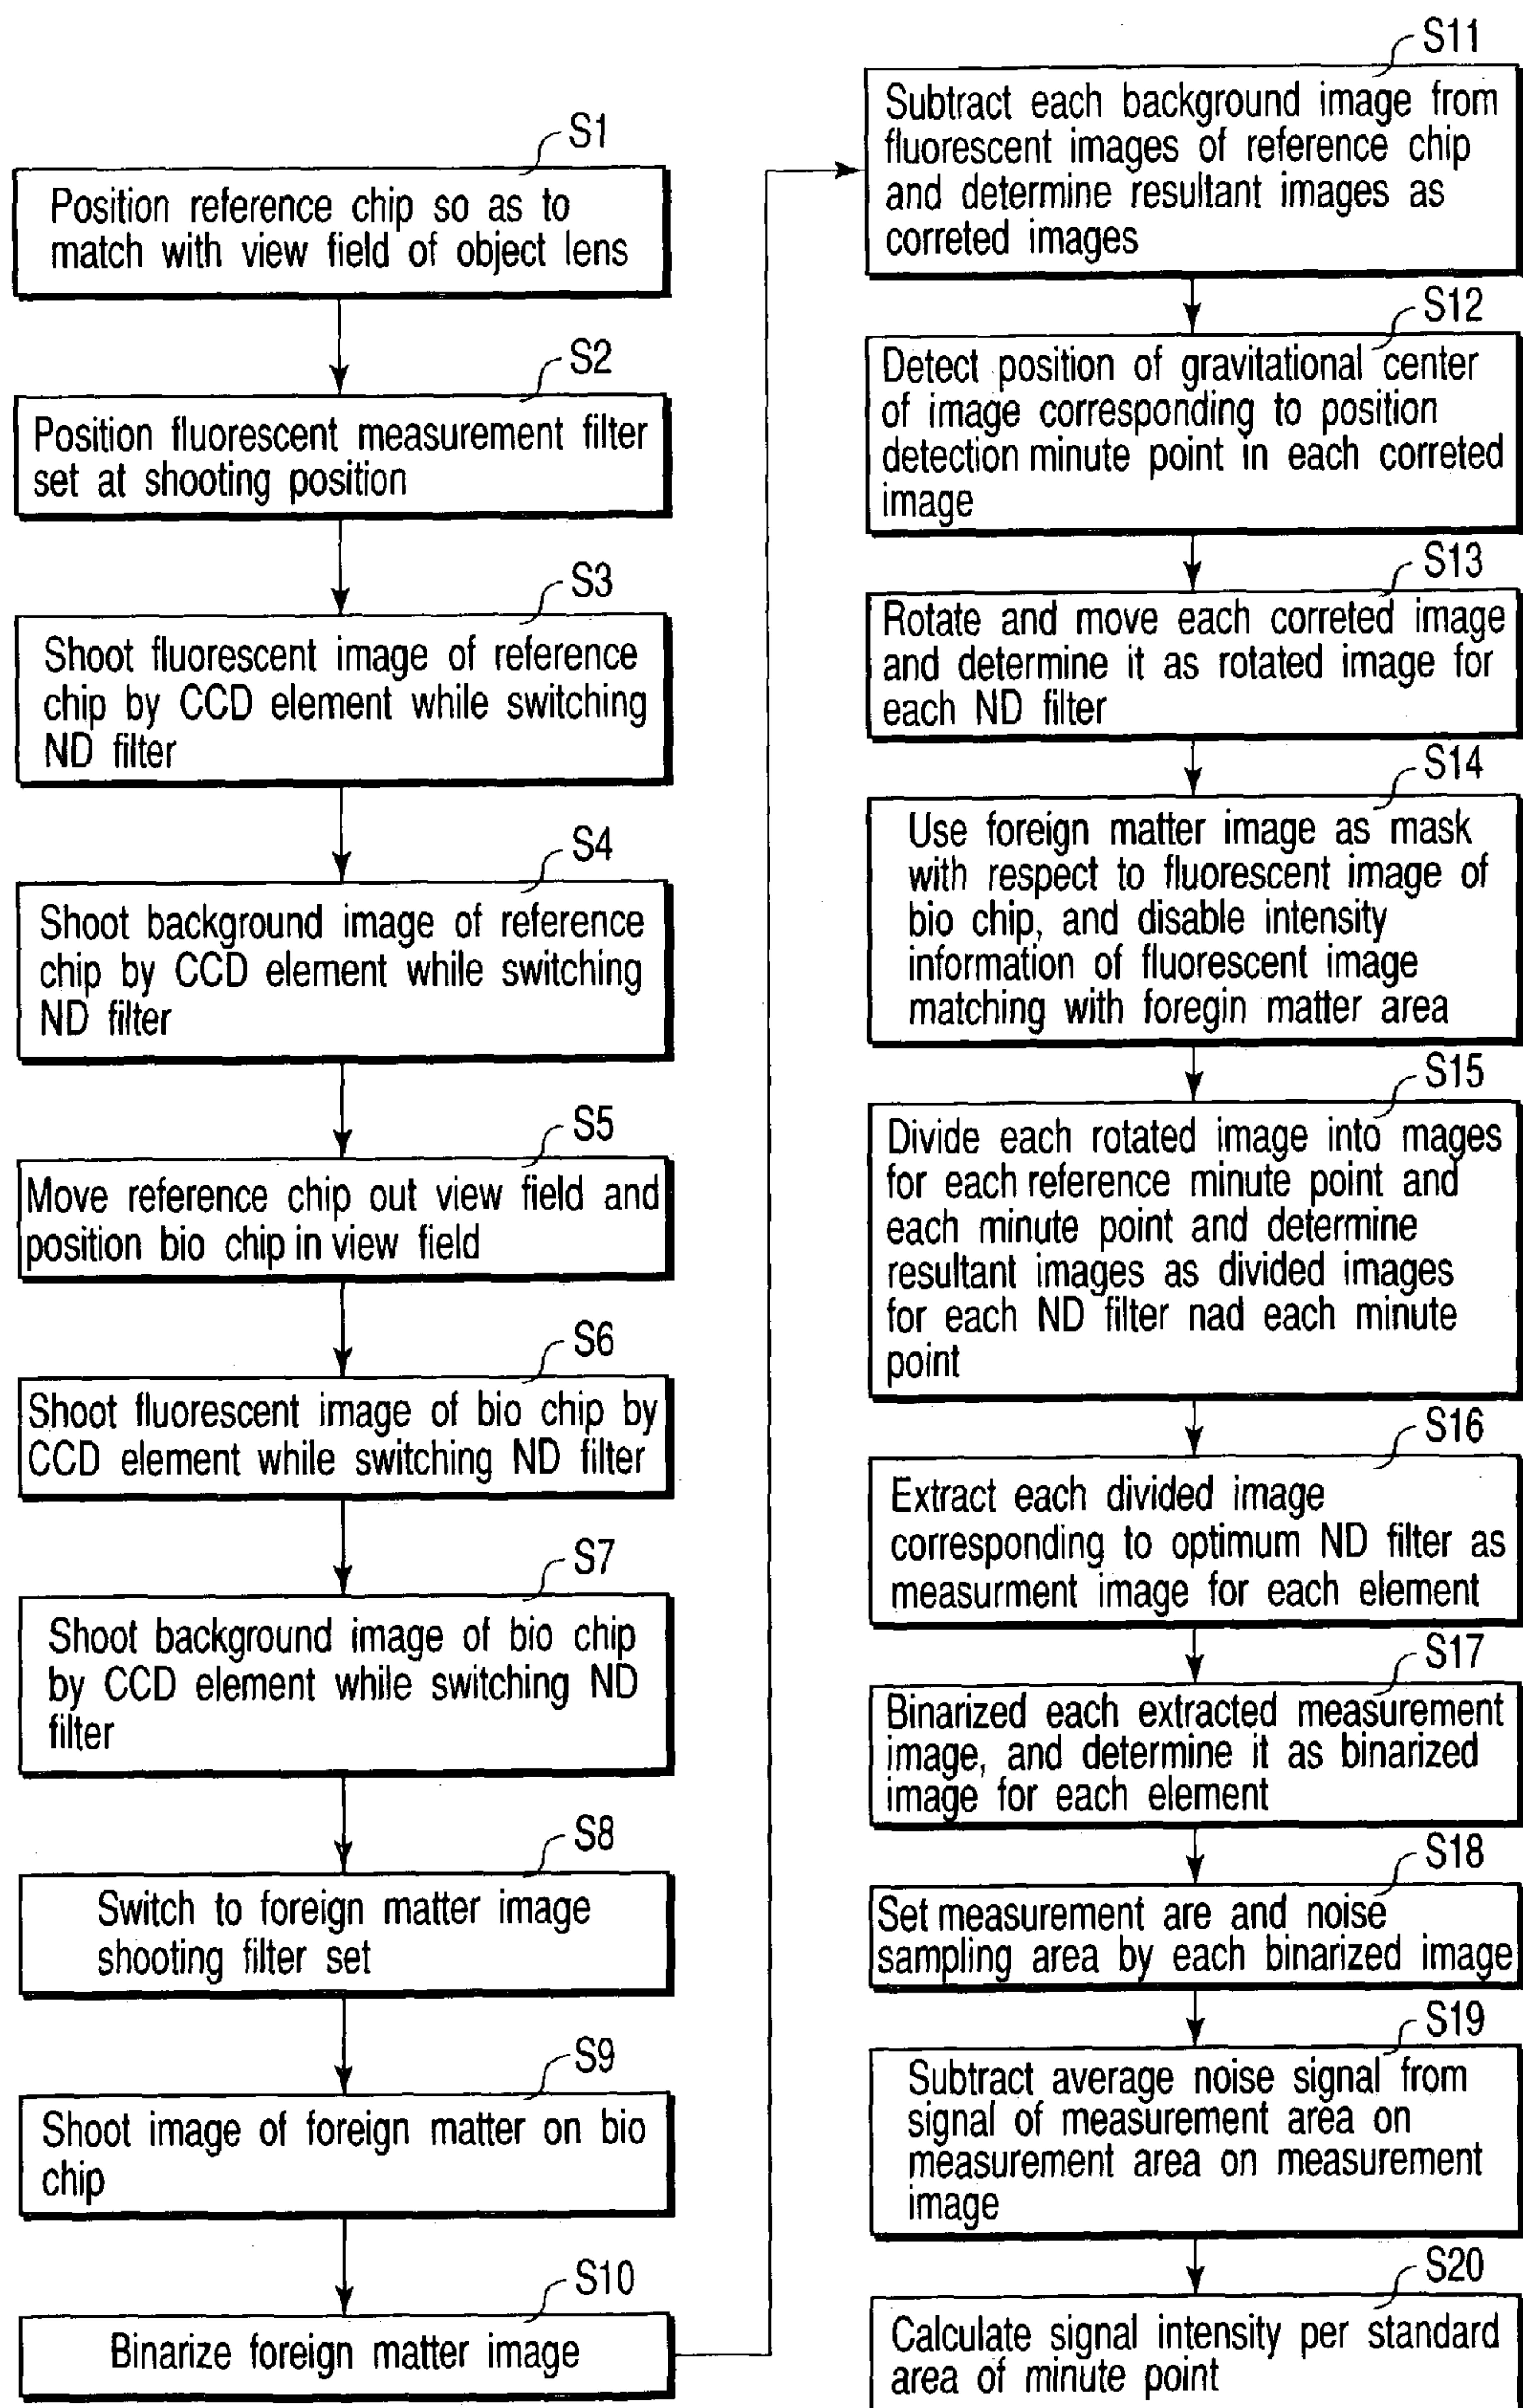 S1
Position reference chip so as to
match with view field of object lens
S2
Position fluorescent measurement filter
set at shooting position
S3
Shoot fluorescent image of reference
chip by CCD element while switching
ND filter
S4
Shoot background image of reference
chip by CCD element while switching
ND filter
S5
Move reference chip out view field and
position bio chip in view field
S6
Shoot fluorescent image of bio chip by
CCD element while switching ND filter
S7
Shoot background image of bio chip
by CCD element while switching ND
filter
S8
Switch to foreign matter image
shooting filter set
S9
Shoot image of foreign matter on bio
chip
S10
Binarize foreign matter image
S11
Subtract each background image from
fluorescent images of reference chip
and determine resultant images as
correted images
S12
Detect position of gravitational center
of image corresponding to position
detection minute point in each correted
image
S13
Rotate and move each correted image
and determine it as rotated image for
each ND filter
S14
Use foreign matter image as mask
with respect to fluorescent image of
bio chip, and disable intensity
information of fluorescent image
matching with foregin matter area
S15
Divide each rotated image into mages
for each reference minute point and
each minute point and determine
resultant images as divided images
for each ND filter nad each minute
point
S16
Extract each divided image
corresponding to optimum ND filter as
measurment image for each element
S17
Binarized each extracted measurement
image, and determine it as binarized
image for each element
S18
Set measurement are and noise
sampling area by each binarized image
S19
Subtract average noise signal from
signal of measurement area on
measurement area on measurement
image
S20
Calculate signal intensity per standard
area of minute point